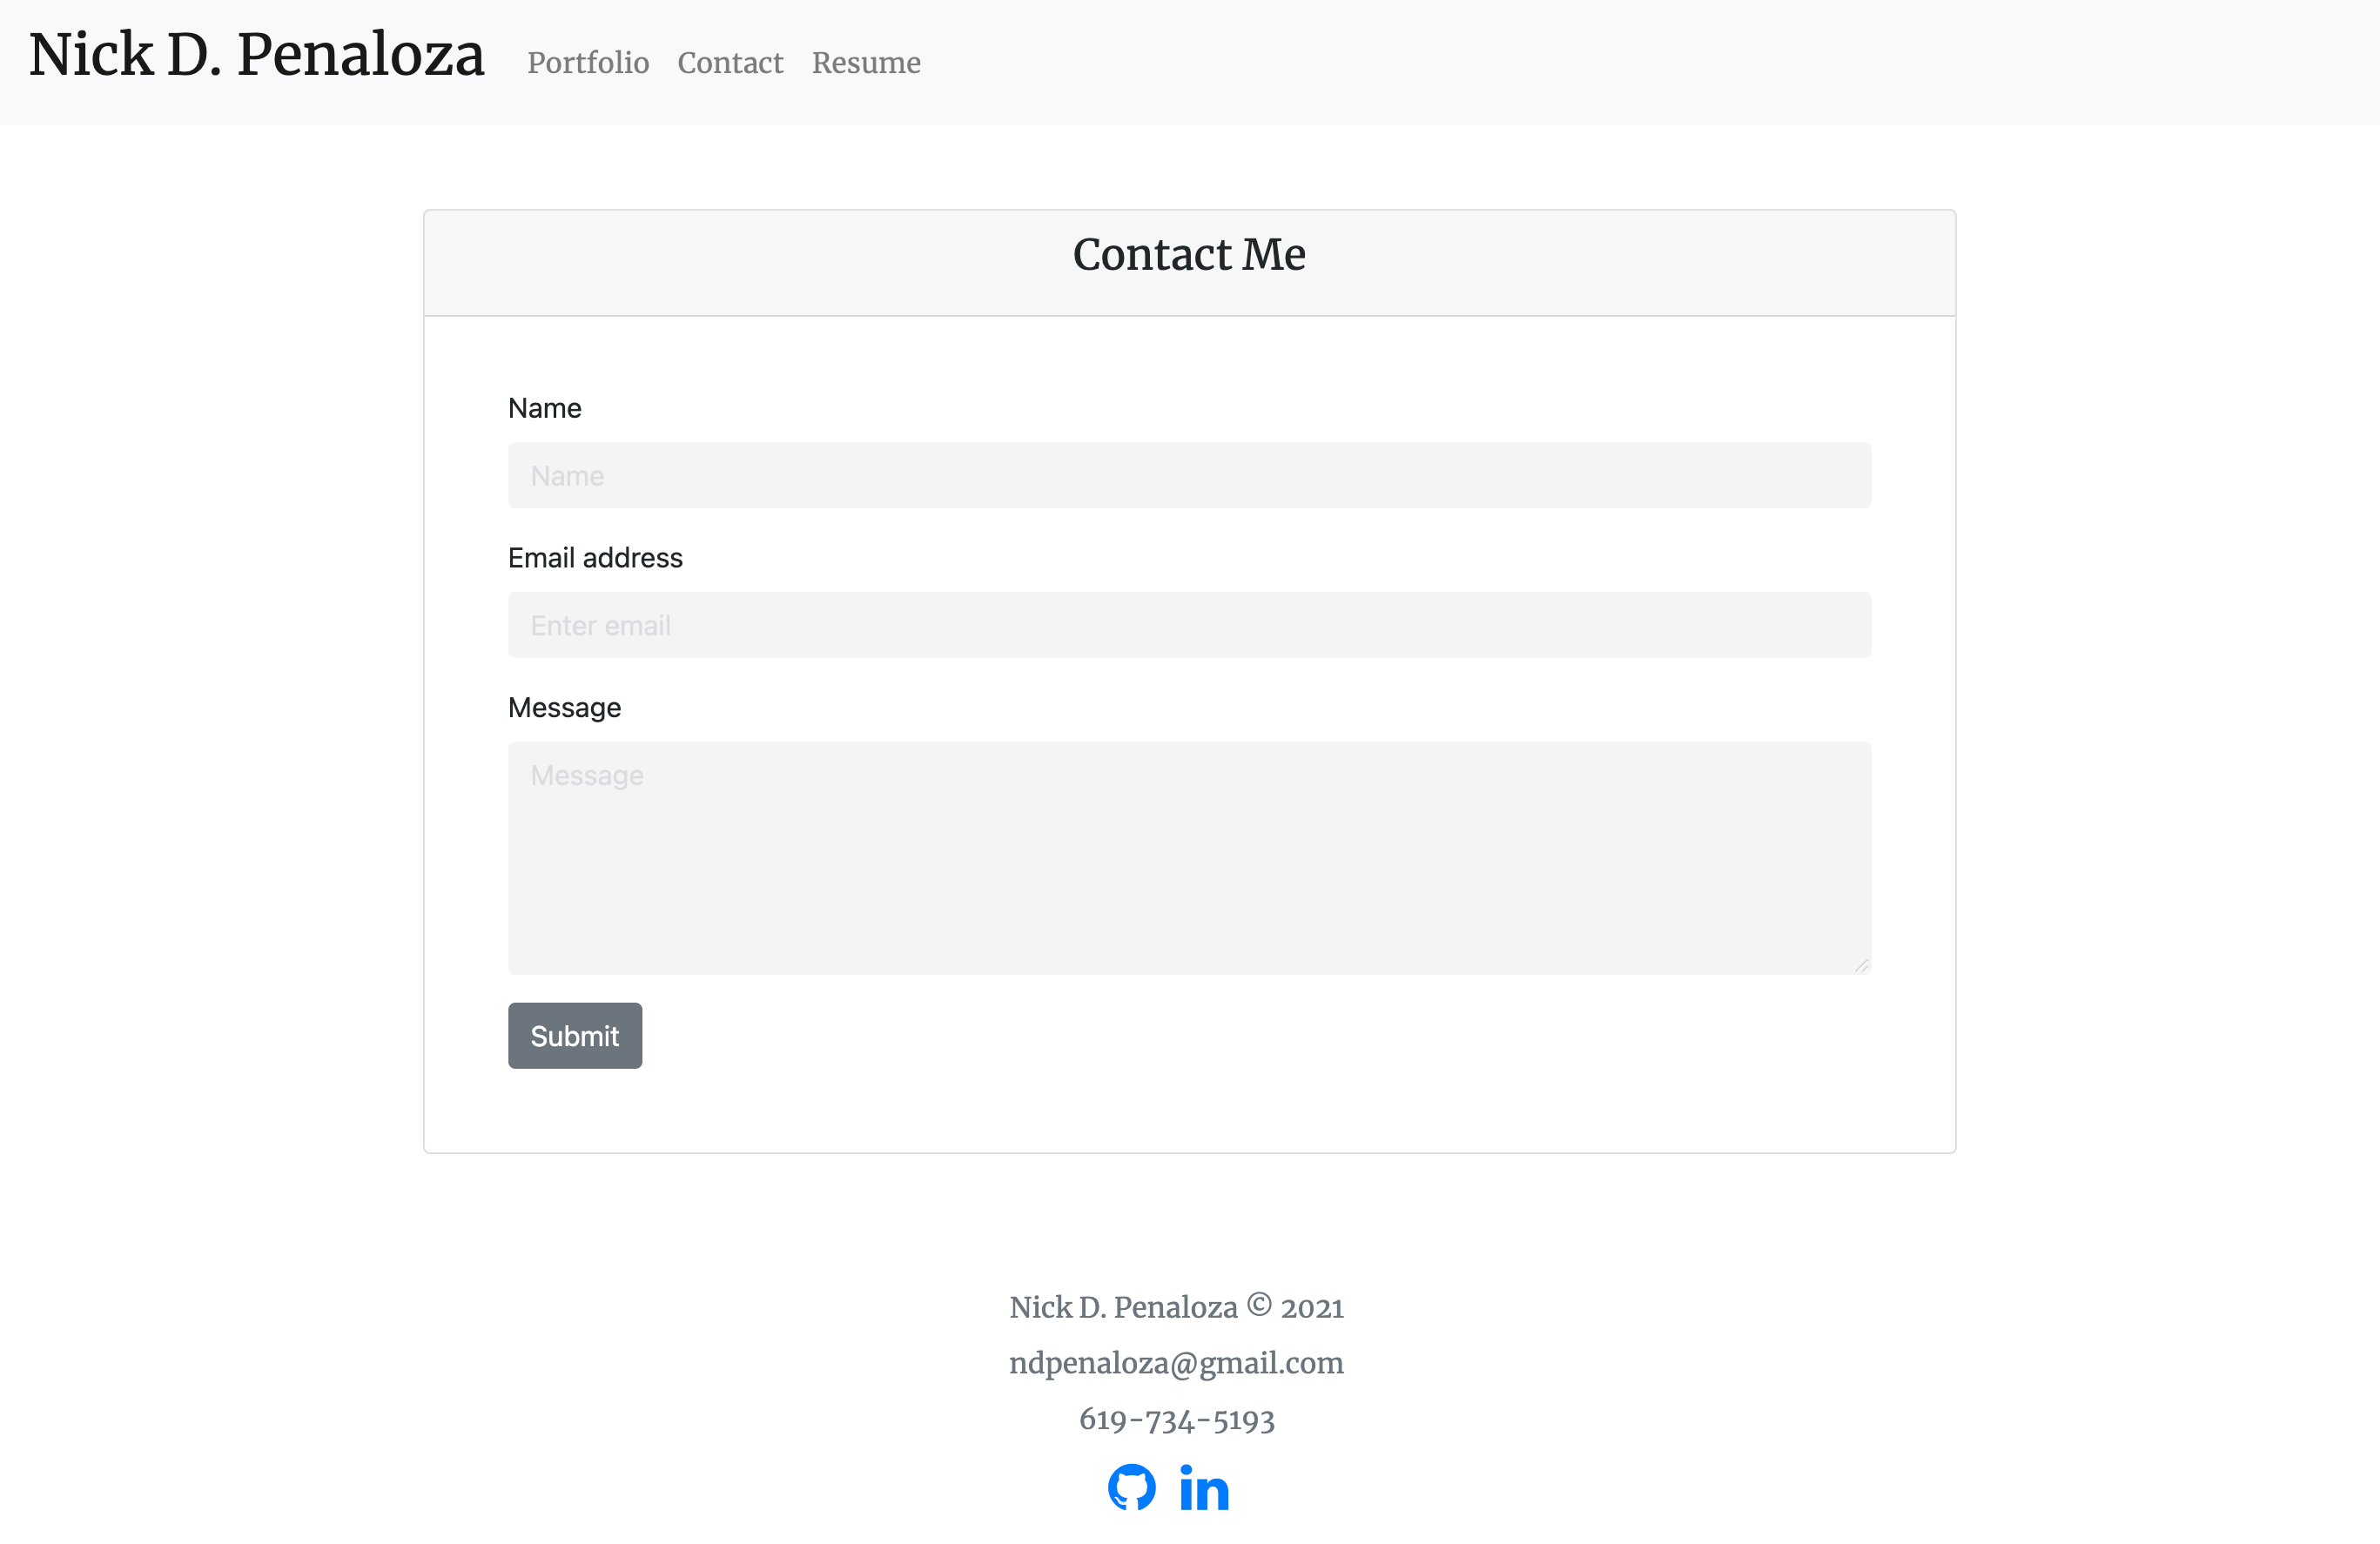 Nick D. Penaloza Portfolio Contact Resume
Contact Me
Name
Name
Email address
Enter email
Message
Message
Submit
Nick D. Penaloza © 2021
ndpenaloza@gmail.com
619-734-5193
in